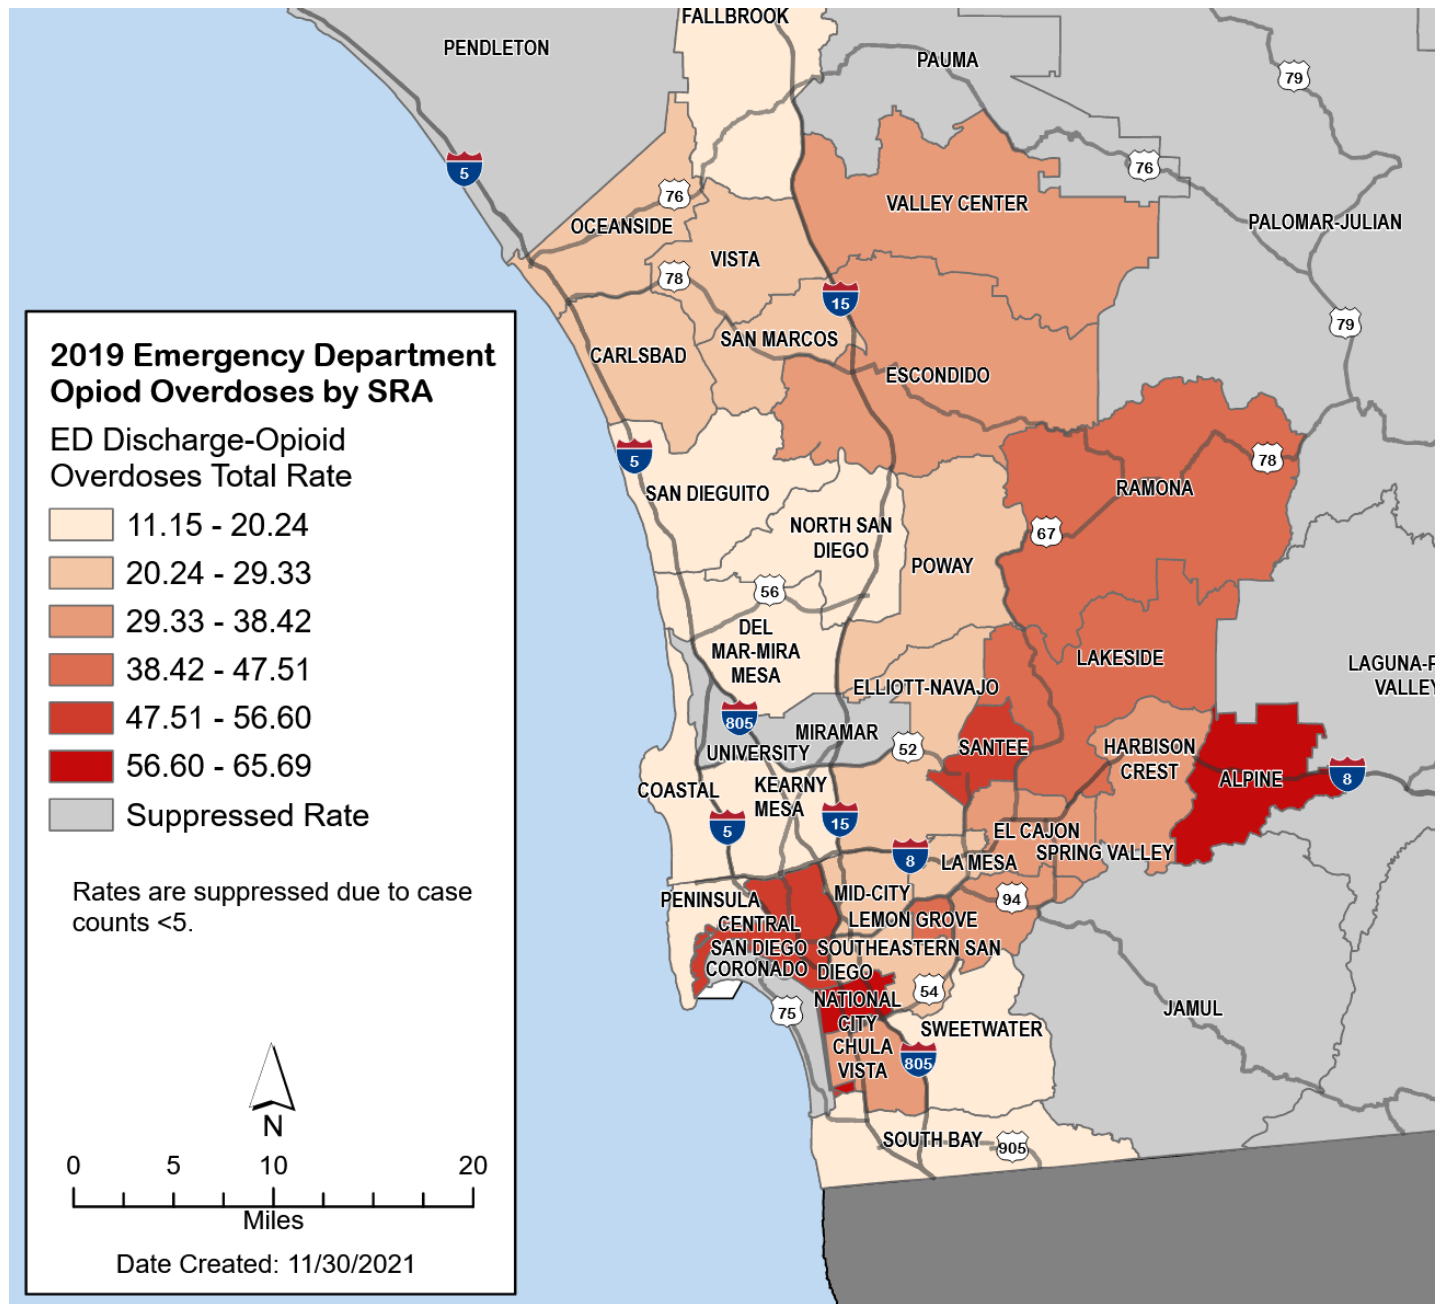 FALLBROOK
PENDLETON
PAUMA
79
5
76
76
VALLEY CENTER
OCEANSIDE
PALOMAR-JULIAN
VISTA
78
15
79
SAN MARCOS
CARLSBAD
ESCONDIDO
5
78
RAMONA
SAN DIEGUITO
NORTH SAN
DIEGO
67
POWAY
56
DEL
MAR-MIRA
MESA
LAKESIDE
LAGUNA-P
VALLEY
ELLIOTT-NAVAJO
805
MIRAMAR
UNIVERSITY
52
SANTEE
HARBISON
CREST
ALPINE
8
COASTAL
KEARNY
MESA
5
15
EL CAJON
8
LA MESA
SPRING VALLEY
PENINSULA
MID-CITY
94
CENTRAL
SAN DIEGO
LEMON GROVE
SOUTHEASTERN SAN
DIEGO
CORONADO
54
75
NATIONAL
CITY
JAMUL
SWEETWATER
CHULA
VISTA
805
SOUTH BAY
905
2019 Emergency Department
Opiod Overdoses by SRA
ED Discharge-Opioid
Overdoses Total Rate
11.15 - 20.24
20.24 - 29.33
29.33 - 38.42
38.42 - 47.51
47.51 - 56.60
56.60 - 65.69
Suppressed Rate
Rates are suppressed due to case
counts <5.
N
0 5 10 20
Miles
Date Created: 11/30/2021